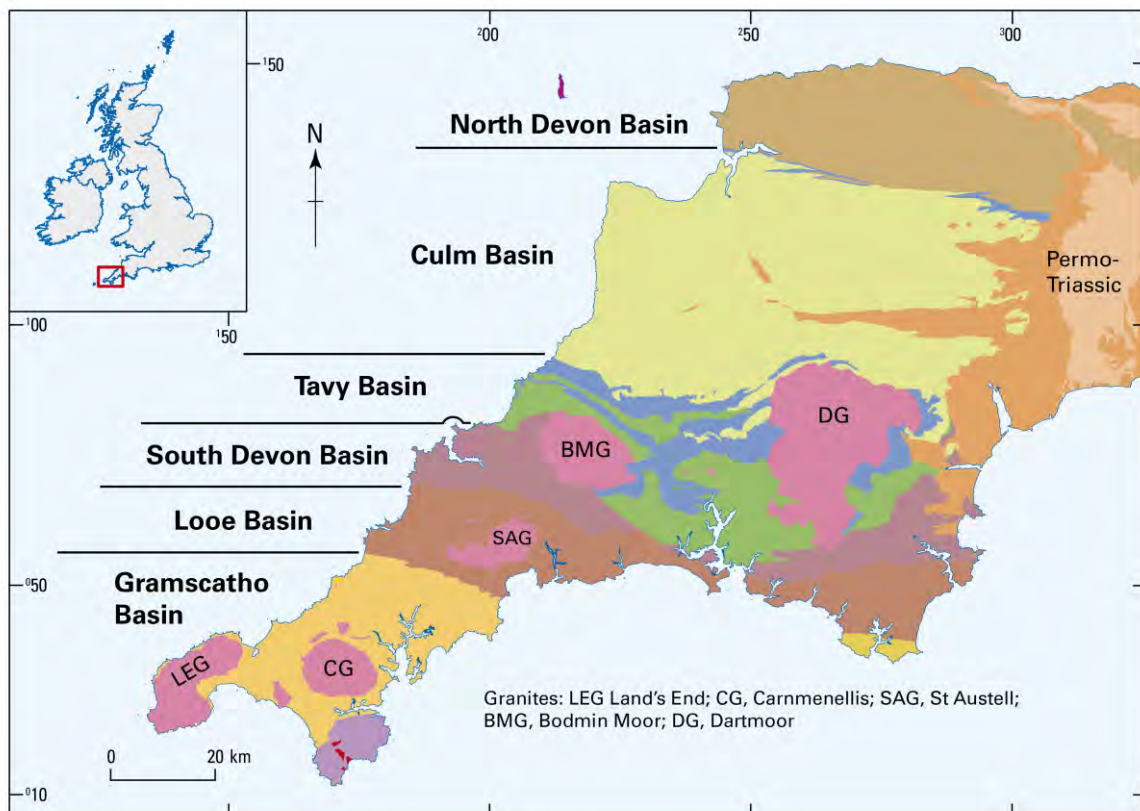 200
250
300
150
N
North Devon Basin
Culm Basin
Permo-
Triassic
100
150
Tavy Basin
DG
BMG
South Devon Basin
Looe Basin
SAG
050
Gramscatho
Basin
LEG
CG
Granites: LEG Land's End; CG, Carnmenellis; SAG, St Austell;
BMG, Bodmin Moor; DG, Dartmoor
0 20 km
010